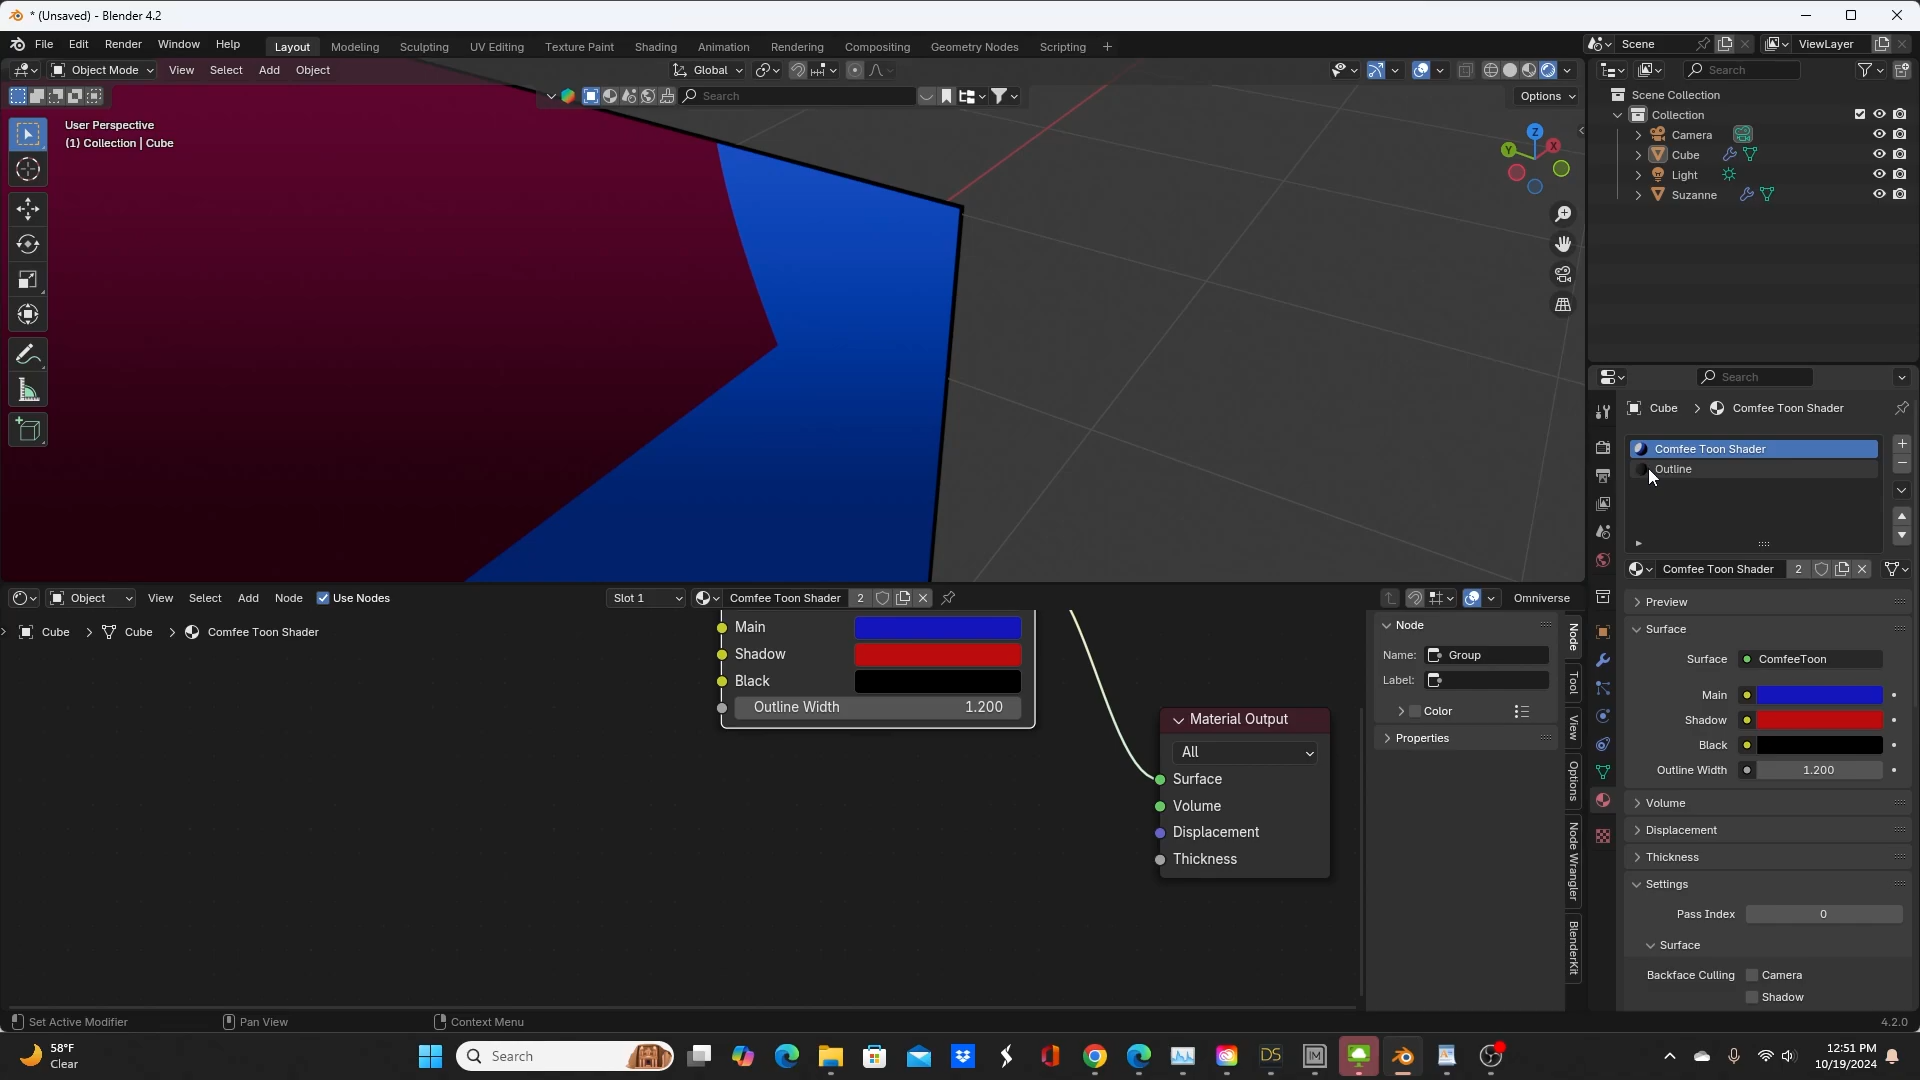 * (Unsaved) - Blender 4.2
File Edit Render Window Help Layout Modeling Sculpting UV Editing Texture Paint Shading Animation Rendering Compositing Geometry Nodes Scripting + Scene ViewLayer
Object Mode View Select Add Object Global Search
Search Options
User Perspective
(1) Collection | Cube
Z
Y X
Scene Collection
Collection
Camera
Cube
Light
Suzanne
Search
Cube > Comfee Toon Shader
Comfee Toon Shader
Outline
Comfee Toon Shader 2
Preview
Surface
Surface ComfeeToon
Main
Shadow
Black
Outline Width 1.200
Volume
Displacement
Thickness
Settings
Pass Index 0
Surface
Backface Culling Camera
Shadow
Object View Select Add Node Use Nodes Slot 1 Comfee Toon Shader 2 Omniverse
Cube > Cube > Comfee Toon Shader
Main
Shadow
Black
Outline Width 1.200
Material Output
All
Surface
Volume
Displacement
Thickness
Node
Name: Group
Label:
Color
Properties
Node
Tool
View
Options
Node Wrangler
BlenderKit
Set Active Modifier Pan View Context Menu 4.2.0
58°F
Clear
Search
DS
IM
12:51 PM
10/19/2024